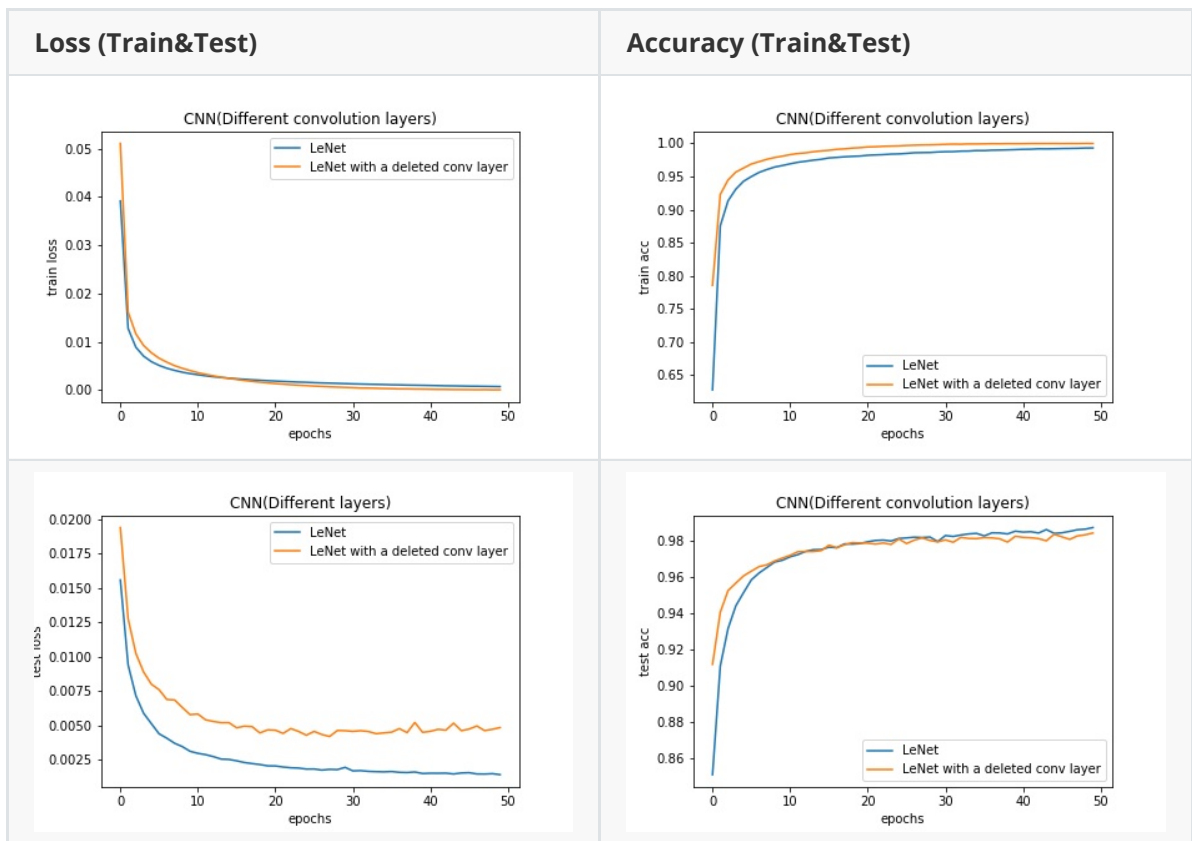 Loss (Train&Test)
Accuracy (Train&Test)
CNN(Different convolution layers)
LeNet
LeNet with a deleted conv layer
train loss
0.05
0.04
0.03
0.02
0.01
0.00
0 10 20 30 40 50
epochs
CNN(Different convolution layers)
train acc
1.00
0.95
0.90
0.85
0.80
0.75
0.70
0.65
LeNet
LeNet with a deleted conv layer
0 10 20 30 40 50
epochs
CNN(Different layers)
LeNet
LeNet with a deleted conv layer
test loss
0.0200
0.0175
0.0150
0.0125
0.0100
0.0075
0.0050
0.0025
0 10 20 30 40 50
epochs
CNN(Different convolution layers)
test acc
0.98
0.96
0.94
0.92
0.90
0.88
0.86
LeNet
LeNet with a deleted conv layer
0 10 20 30 40 50
epochs